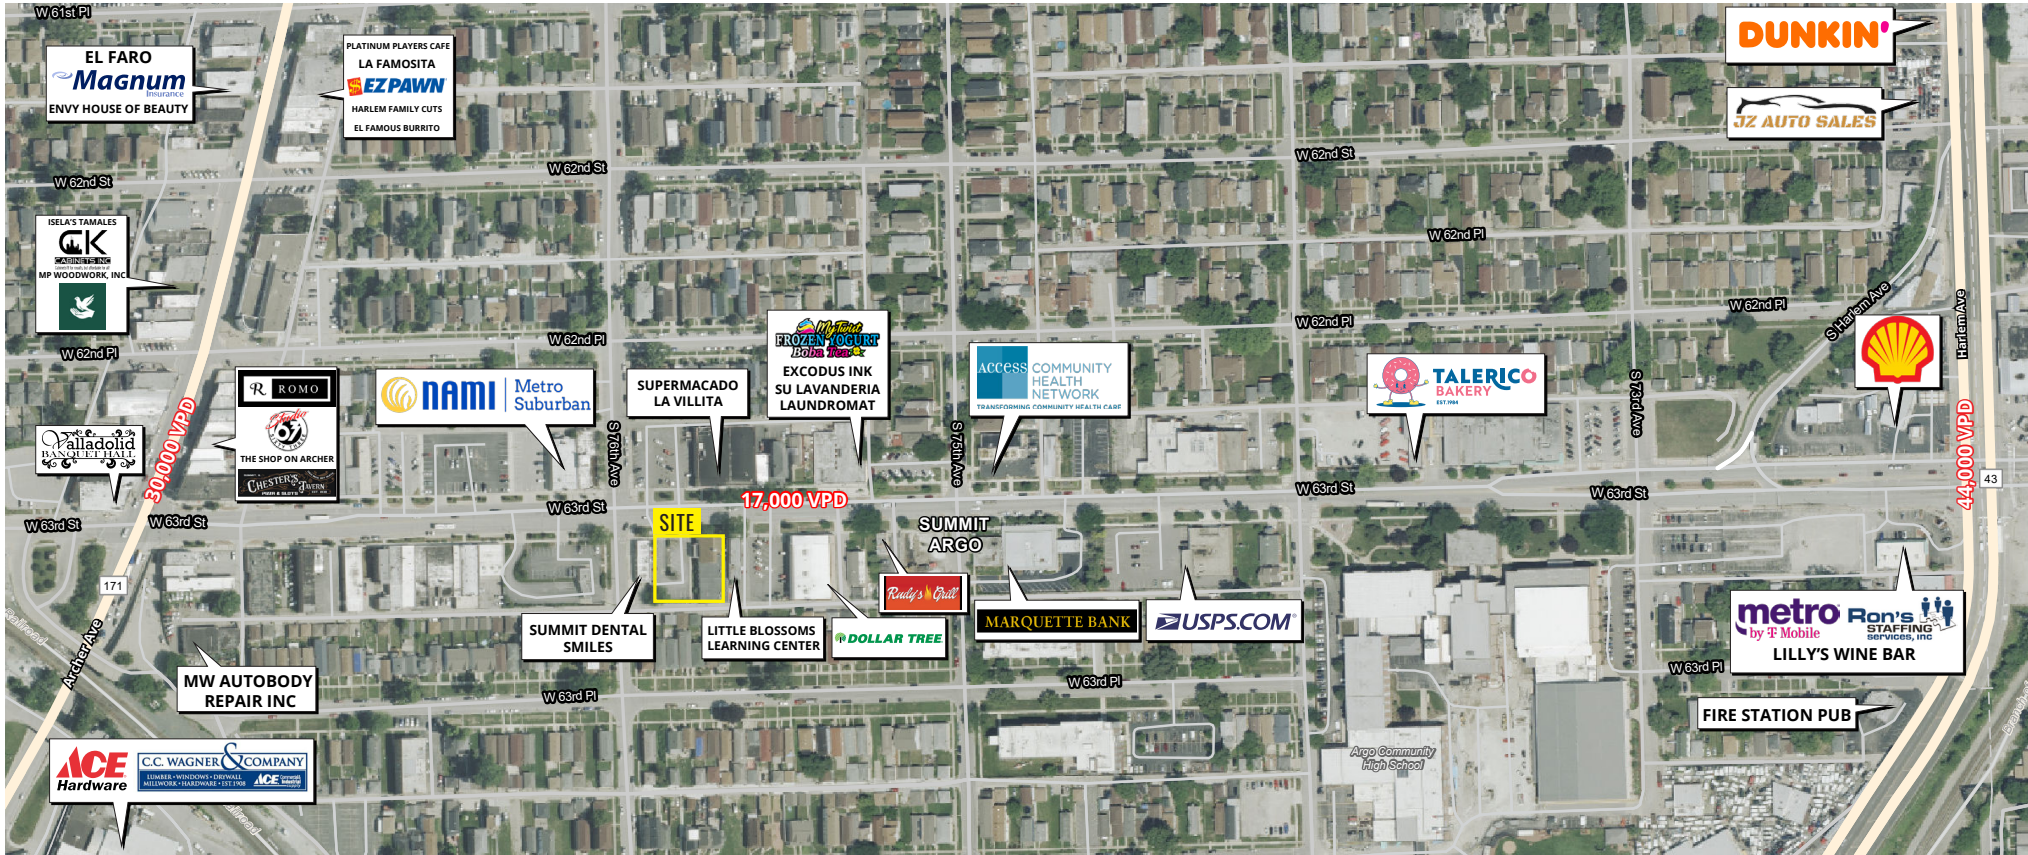 W 61st Pl
EL FARO
Magnum
Insurance
ENVY HOUSE OF BEAUTY
PLATINUM PLAYERS CAFE
LA FAMOSITA
EZPAWN
HARLEM FAMILY CUTS
EL FAMOUS BURRITO
DUNKIN'
JZ AUTO SALES
W 62nd St
W 62nd St
W 62nd St
ISELA'S TAMALES
CK
CABINETS INC
MP WOODWORK, INC
W 62nd Pl
W 62nd Pl
W 62nd Pl
W 62nd Pl
W 62nd Pl
S Harlem Ave
Harlem Ave
R ROMO
Studio
63
THE SHOP ON ARCHER
CHESTER'S TAVERN
PIZZA & SLOTS
Valladolid
BANQUET HALL
30,000 VPD
NAMI Metro
Suburban
SUPERMACADO
LA VILLITA
My Twist
FROZEN YOGURT
Boba Tea
EXCODUS INK
SU LAVANDERIA
LAUNDROMAT
ACCESS COMMUNITY
HEALTH
NETWORK
TRANSFORMING COMMUNITY HEALTH CARE
TALERICO
BAKERY
EST. 1984
S 76th Ave
S 75th Ave
S 73rd Ave
44,000 VPD
43
W 63rd St
W 63rd St
W 63rd St
W 63rd St
W 63rd St
17,000 VPD
SITE
SUMMIT
ARGO
171
Railroad
Archer Ave
SUMMIT DENTAL
SMILES
LITTLE BLOSSOMS
LEARNING CENTER
DOLLAR TREE
Rudy's Grill
MARQUETTE BANK
USPS.COM
metro
by T Mobile
Ron's
STAFFING
services, inc
LILLY'S WINE BAR
MW AUTOBODY
REPAIR INC
W 63rd Pl
W 63rd Pl
W 63rd Pl
FIRE STATION PUB
ACE
Hardware
C.C. WAGNER & COMPANY
LUMBER • WINDOWS • DRYWALL
MILLWORK • HARDWARE • EST. 1908
ACE
Argo Community
High School
Railroad